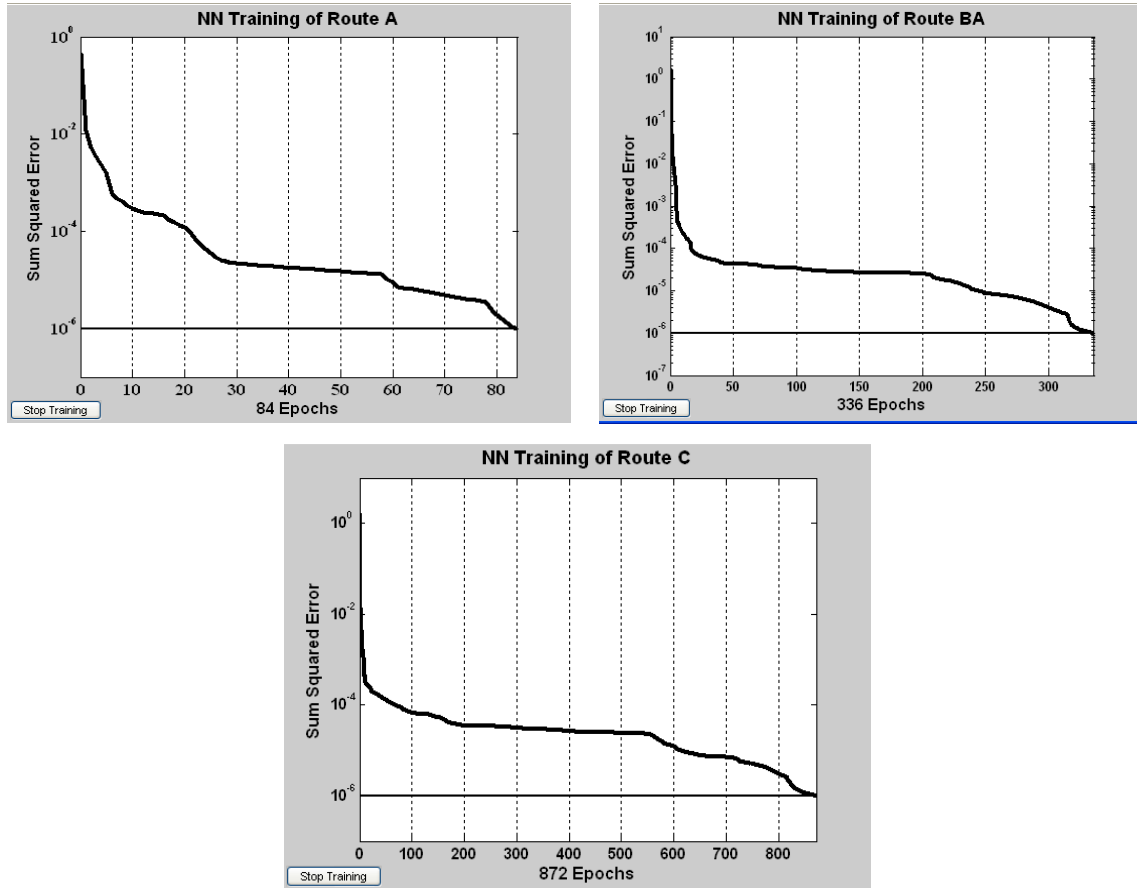 NN Training of Route A
10^0
10^-2
10^-4
10^-6
Sum Squared Error
0 10 20 30 40 50 60 70 80
84 Epochs
Stop Training
NN Training of Route BA
10^1
10^0
10^-1
10^-2
10^-3
10^-4
10^-5
10^-6
10^-7
Sum Squared Error
0 50 100 150 200 250 300
336 Epochs
Stop Training
NN Training of Route C
10^0
10^-2
10^-4
10^-6
Sum Squared Error
0 100 200 300 400 500 600 700 800
872 Epochs
Stop Training